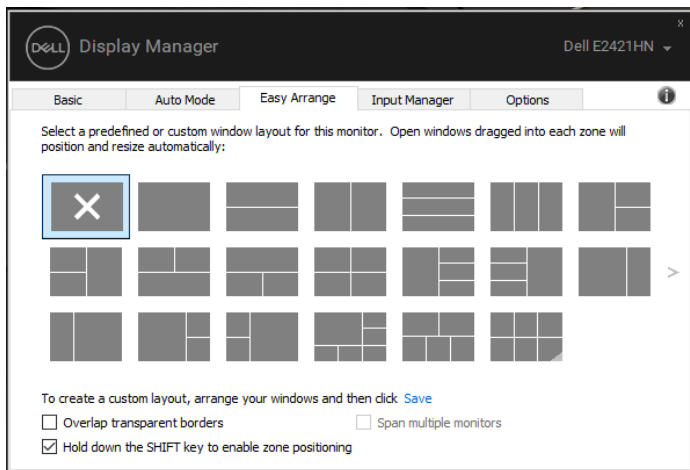 DELL Display Manager
Dell E2421HN
x
Basic Auto Mode Easy Arrange Input Manager Options
Select a predefined or custom window layout for this monitor. Open windows dragged into each zone will
position and resize automatically:
To create a custom layout, arrange your windows and then click Save
Overlap transparent borders Span multiple monitors
Hold down the SHIFT key to enable zone positioning